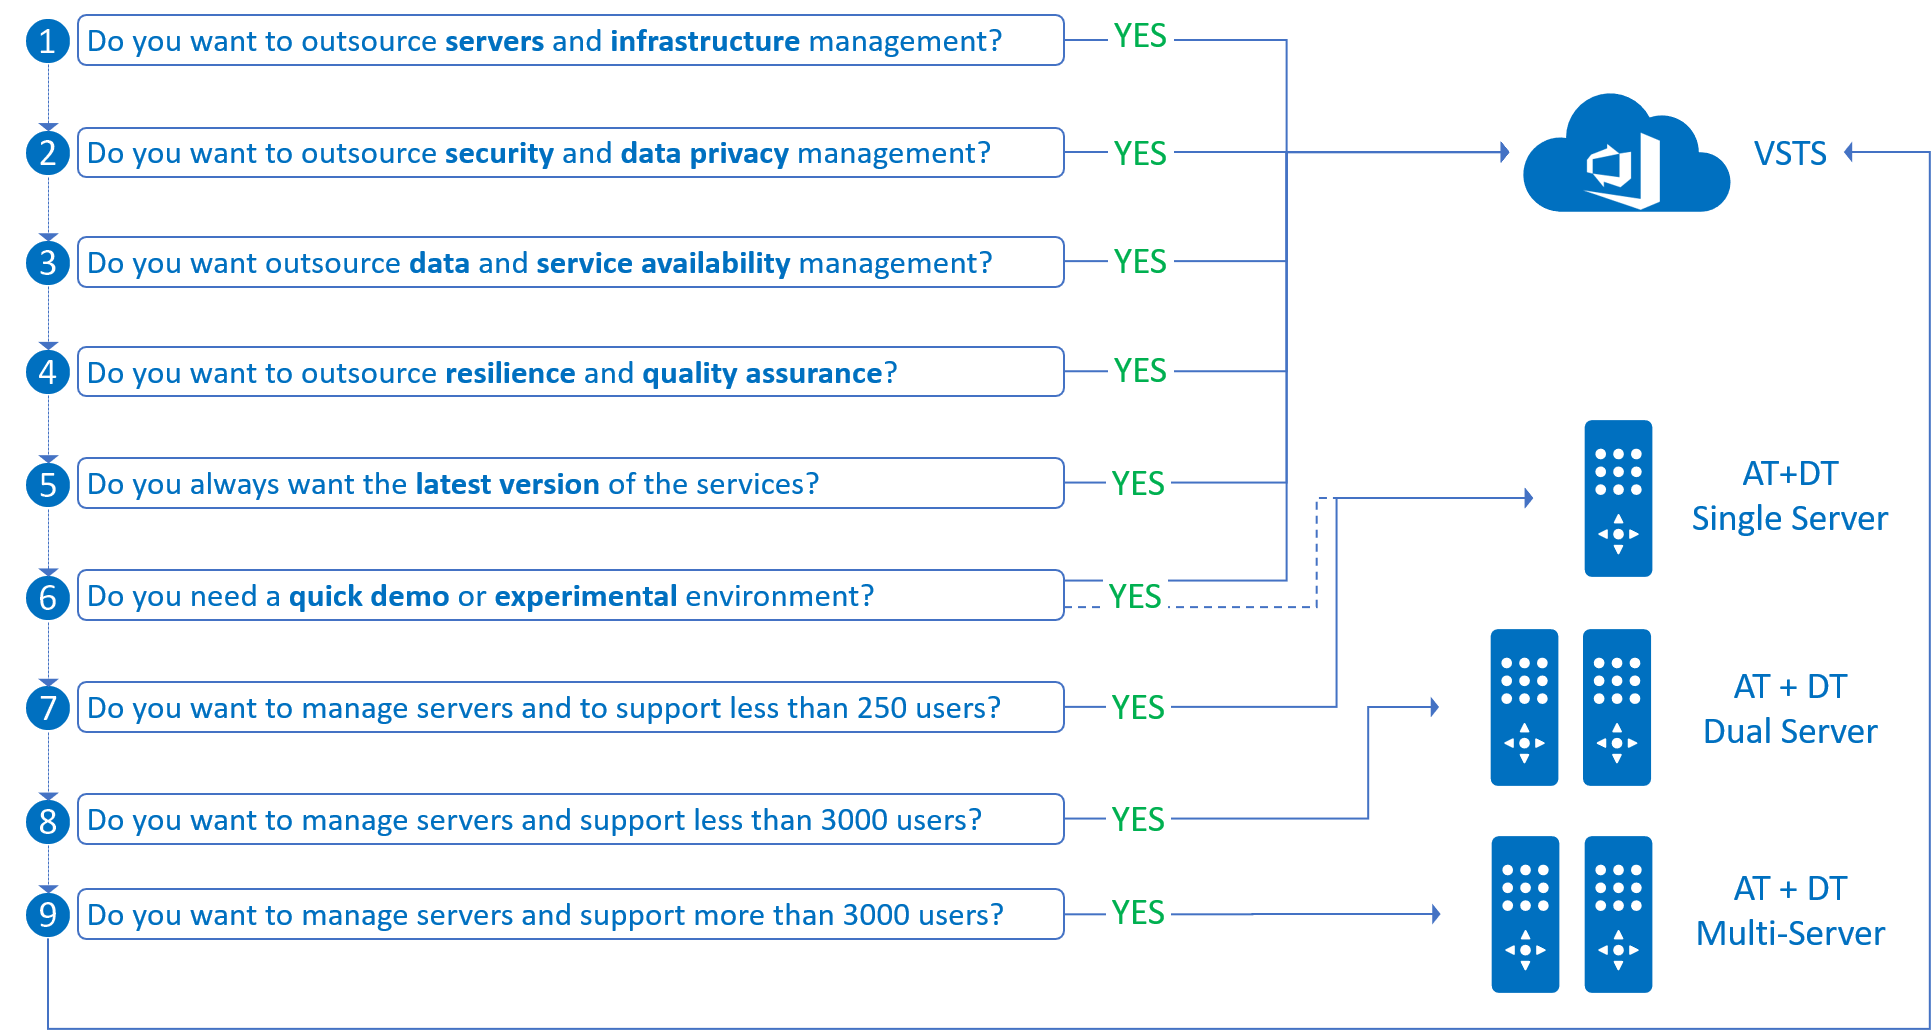 1 Do you want to outsource servers and infrastructure management? YES
2 Do you want to outsource security and data privacy management? YES
VSTS
3 Do you want outsource data and service availability management? YES
4 Do you want to outsource resilience and quality assurance? YES
5 Do you always want the latest version of the services? YES
AT+DT
Single Server
6 Do you need a quick demo or experimental environment? YES
7 Do you want to manage servers and to support less than 250 users? YES
AT + DT
Dual Server
8 Do you want to manage servers and support less than 3000 users? YES
9 Do you want to manage servers and support more than 3000 users? YES
AT + DT
Multi-Server